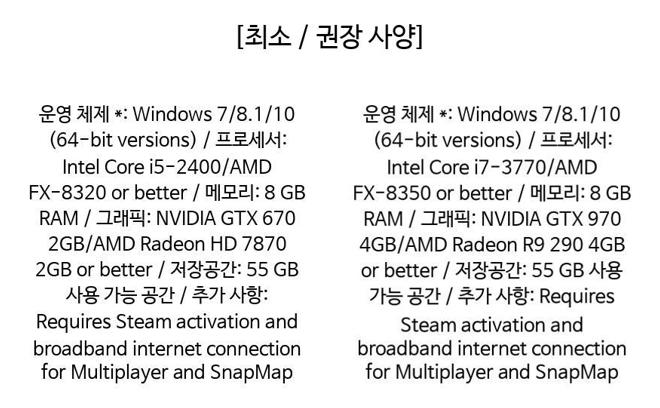 [최소 / 권장 사양]
운영 체제 *: Windows 7/8.1/10
(64-bit versions) / 프로세서:
Intel Core i5-2400/AMD
FX-8320 or better / 메모리: 8 GB
RAM / 그래픽: NVIDIA GTX 670
2GB/AMD Radeon HD 7870
2GB or better / 저장공간: 55 GB
사용 가능 공간 / 추가 사항:
Requires Steam activation and
broadband internet connection
for Multiplayer and SnapMap
운영 체제 *: Windows 7/8.1/10
(64-bit versions) / 프로세서:
Intel Core i7-3770/AMD
FX-8350 or better / 메모리: 8 GB
RAM / 그래픽: NVIDIA GTX 970
4GB/AMD Radeon R9 290 4GB
or better / 저장공간: 55 GB 사용
가능 공간 / 추가 사항: Requires
Steam activation and
broadband internet connection
for Multiplayer and SnapMap